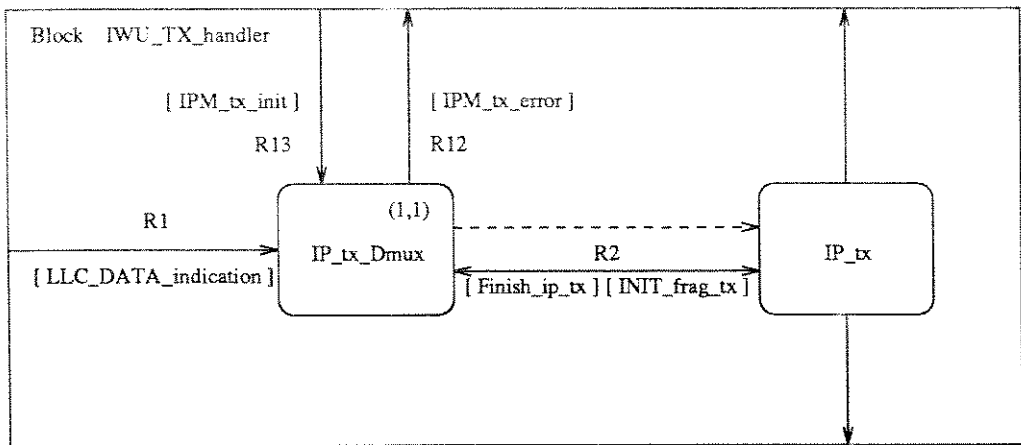 Block IWU_TX_handler
[ IPM_tx_init ]
[ IPM_tx_error ]
R13
R12
(1,1)
R1
IP_tx_Dmux
R2
IP_tx
[ LLC_DATA_indication ]
[ Finish_ip_tx ] [ INIT_frag_tx ]